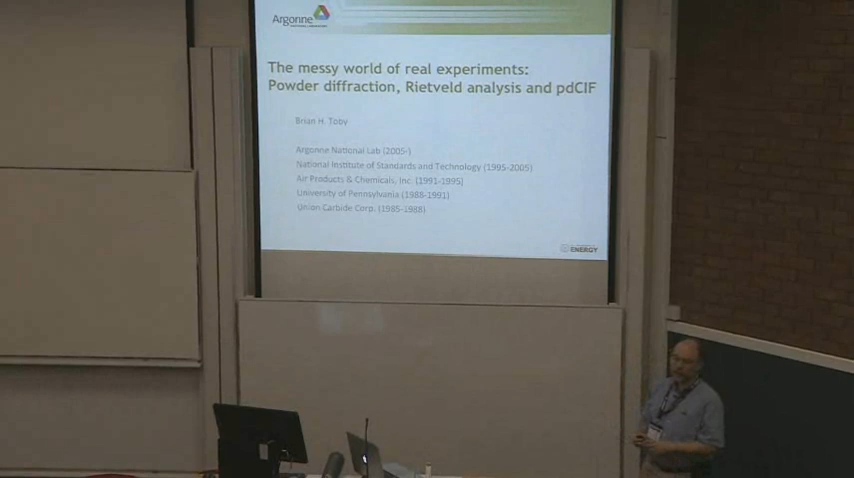 Argonne
The messy world of real experiments:
Powder diffraction, Rietveld analysis and pdCIF
Brian H. Toby
Argonne National Lab (2005-)
National Institute of Standards and Technology (1995-2005)
Air Products & Chemicals, Inc. (1991-1995)
University of Pennsylvania (1988-1991)
Union Carbide Corp. (1985-1988)
ENERGY